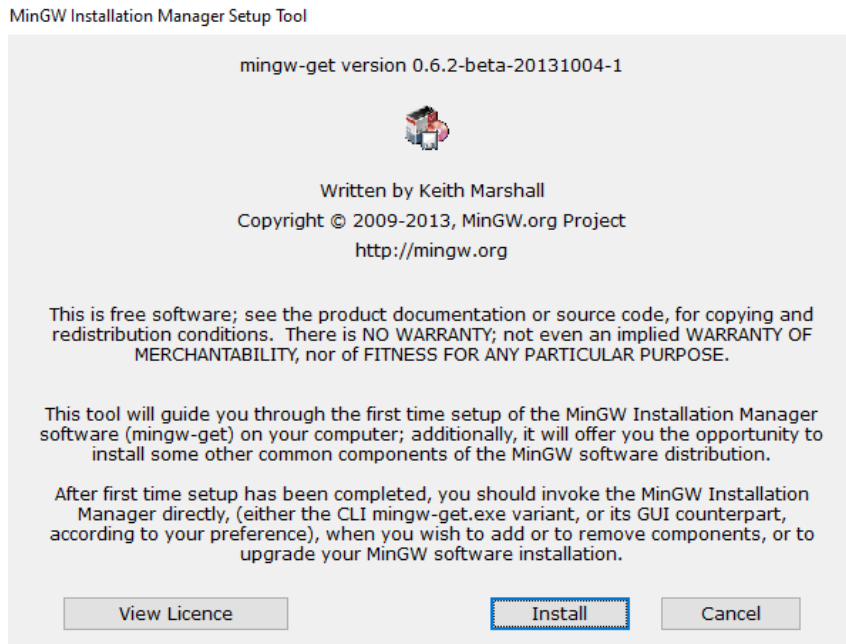 MinGW Installation Manager Setup Tool
mingw-get version 0.6.2-beta-20131004-1
Written by Keith Marshall
Copyright © 2009-2013, MinGW.org Project
http://mingw.org
This is free software; see the product documentation or source code, for copying and
redistribution conditions.  There is NO WARRANTY; not even an implied WARRANTY OF
MERCHANTABILITY, nor of FITNESS FOR ANY PARTICULAR PURPOSE.
This tool will guide you through the first time setup of the MinGW Installation Manager
software (mingw-get) on your computer; additionally, it will offer you the opportunity to
install some other common components of the MinGW software distribution.
After first time setup has been completed, you should invoke the MinGW Installation
Manager directly, (either the CLI mingw-get.exe variant, or its GUI counterpart,
according to your preference), when you wish to add or to remove components, or to
upgrade your MinGW software installation.
View Licence
Install
Cancel